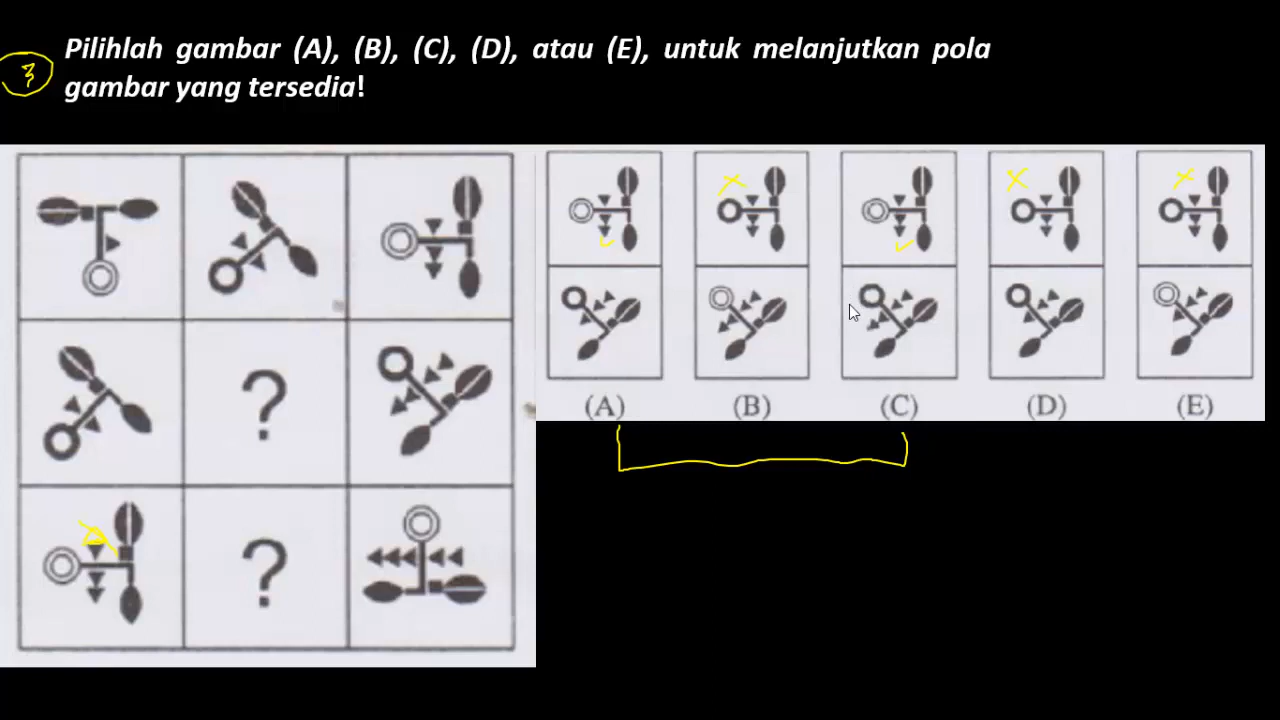 Pilihlah gambar (A), (B), (C), (D), atau (E), untuk melanjutkan pola
3
gambar yang tersedia!
?
?
(A) (B) (C) (D) (E)